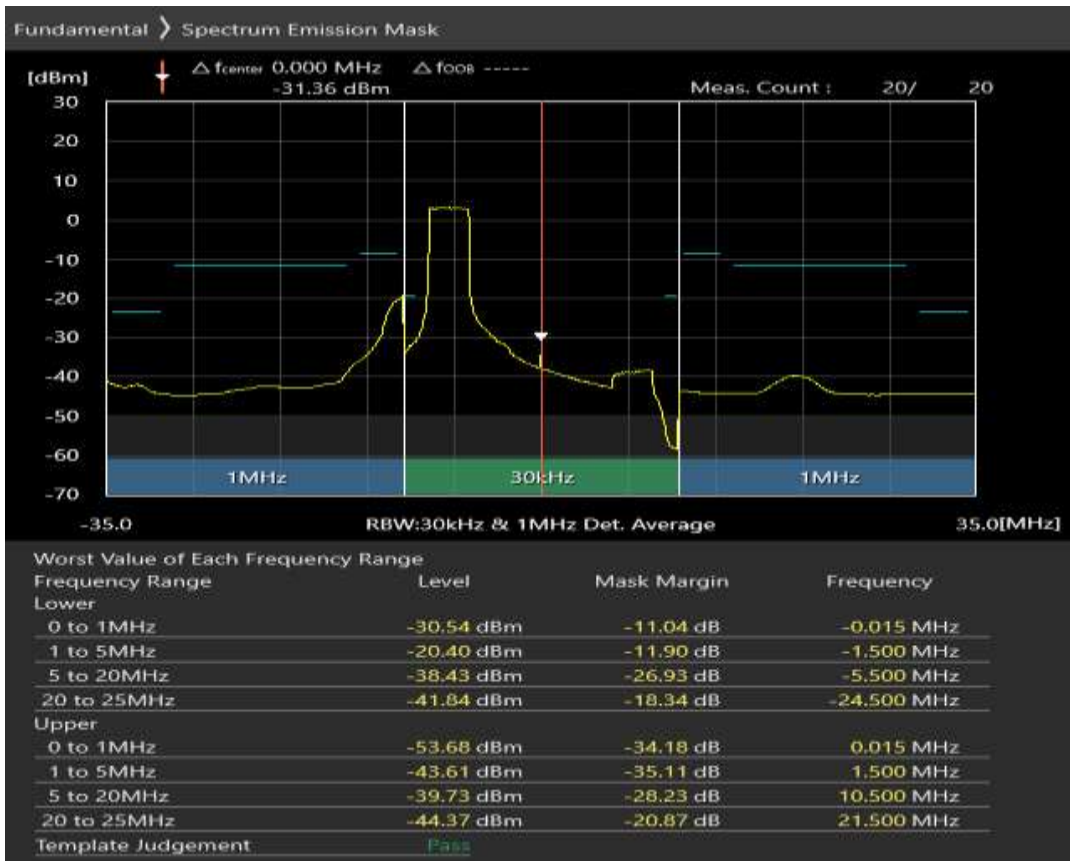 Fundamental 〉 Spectrum Emission Mask
[dBm] △ fcenter 0.000 MHz △ fOOB -----
-31.36 dBm Meas. Count : 20/ 20
30
20
10
0
-10
-20
-30
-40
-50
-60
-70
1MHz 30kHz 1MHz
-35.0 RBW:30kHz & 1MHz Det. Average 35.0[MHz]
Worst Value of Each Frequency Range
Frequency Range Level Mask Margin Frequency
Lower
0 to 1MHz -30.54 dBm -11.04 dB -0.015 MHz
1 to 5MHz -20.40 dBm -11.90 dB -1.500 MHz
5 to 20MHz -38.43 dBm -26.93 dB -5.500 MHz
20 to 25MHz -41.84 dBm -18.34 dB -24.500 MHz
Upper
0 to 1MHz -53.68 dBm -34.18 dB 0.015 MHz
1 to 5MHz -43.61 dBm -35.11 dB 1.500 MHz
5 to 20MHz -39.73 dBm -28.23 dB 10.500 MHz
20 to 25MHz -44.37 dBm -20.87 dB 21.500 MHz
Template Judgement Pass